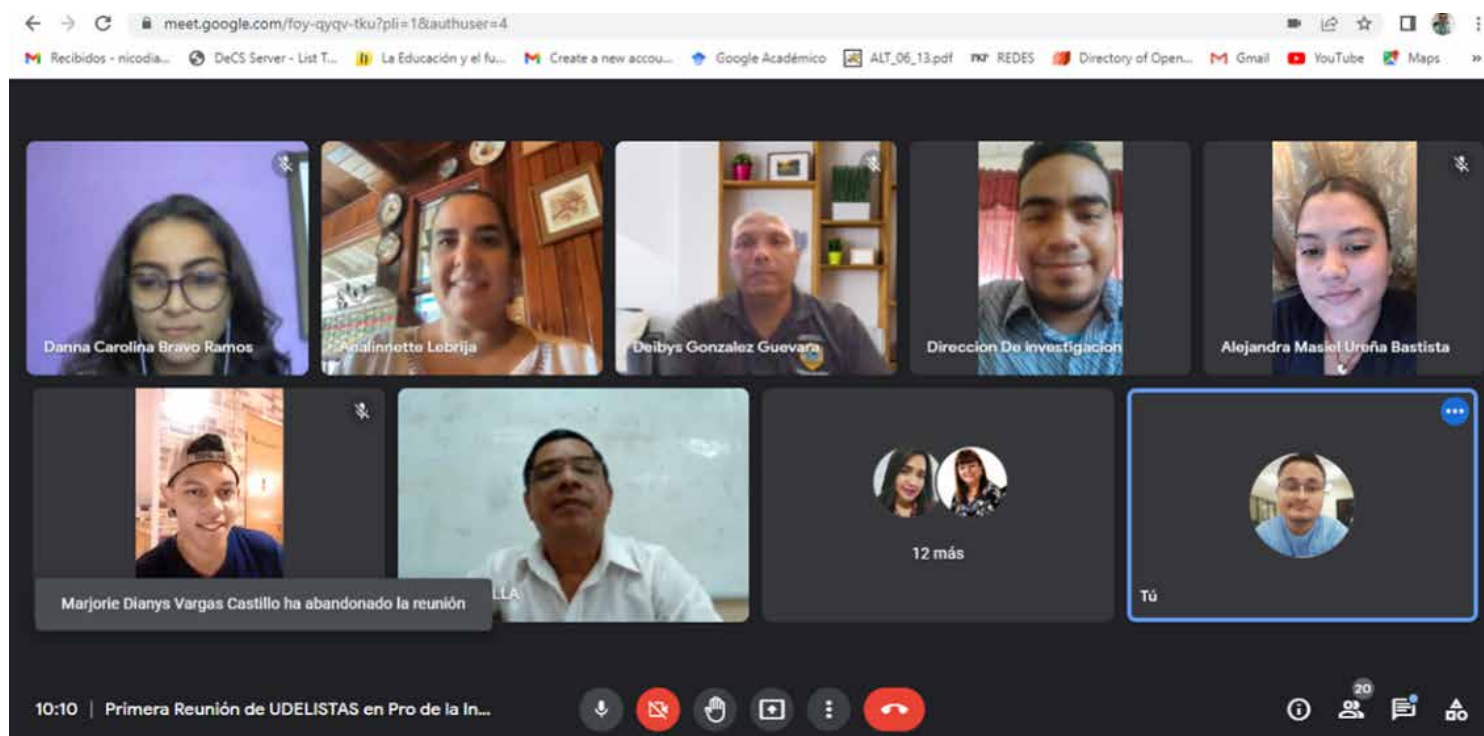 meet.google.com/foy-qyqv-tku?pli=1&authuser=4
Recibidos - nicodia... DeCS Server - List T... La Educación y el fu... Create a new accou... Google Académico ALT_06_13.pdf PKP REDES Directory of Open... Gmail YouTube Maps »
Danna Carolina Bravo Ramos
Analinnette Lebrija
Deibys Gonzalez Guevara
Direccion De investigacion
Alejandra Masiel Ureña Bastista
Marjorie Dianys Vargas Castillo ha abandonado la reunión
LLA
12 más
Tú
10:10 | Primera Reunión de UDELISTAS en Pro de la In...
20